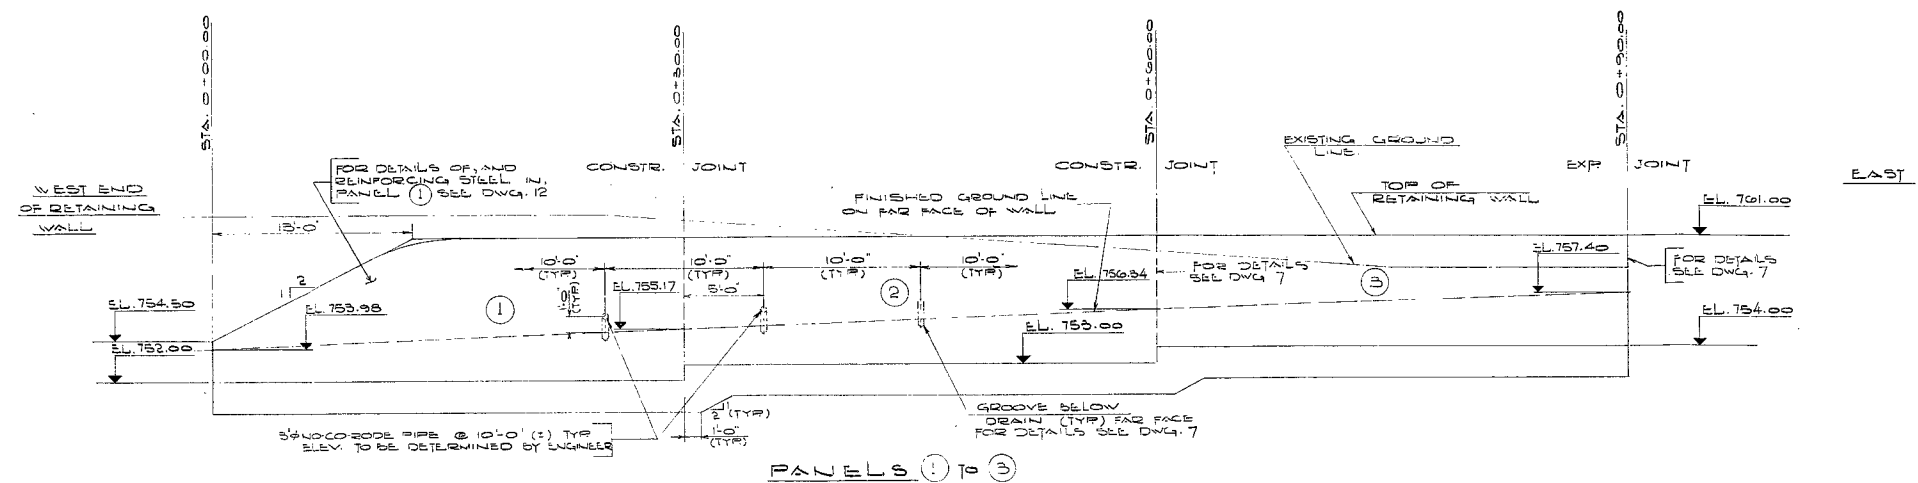 STA. 0+00.00
STA. 0+30.00
STA. 0+60.00
STA. 0+90.00
WEST END
OF RETAINING
WALL
FOR DETAILS OF, AND
REINFORCING STEEL IN,
PANEL 1 SEE DWG. 12
CONSTR. JOINT
CONSTR. JOINT
EXISTING GROUND
LINE.
EXP. JOINT
EAST
FINISHED GROUND LINE
ON FAR FACE OF WALL
TOP OF
RETAINING WALL
EL. 761.00
13'-0"
10'-0"
(TYP.)
10'-0"
(TYP.)
10'-0"
(TYP.)
10'-0"
(TYP.)
5'-0"
1'-0"
(TYP.)
2
1
EL. 754.50
EL. 753.98
EL. 752.00
1
EL. 755.17
2
EL. 756.34
FOR DETAILS
SEE DWG. 7
3
EL. 757.40
FOR DETAILS
SEE DWG. 7
EL. 753.00
EL. 754.00
1
2 (TYP.)
1'-0"
(TYP.)
3"φ NO-CO-RODE PIPE @ 10'-0" (±) TYP.
ELEV. TO BE DETERMINED BY ENGINEER
GROOVE BELOW
DRAIN (TYP.) FAR FACE
FOR DETAILS SEE DWG. 7
PANELS 1 TO 3